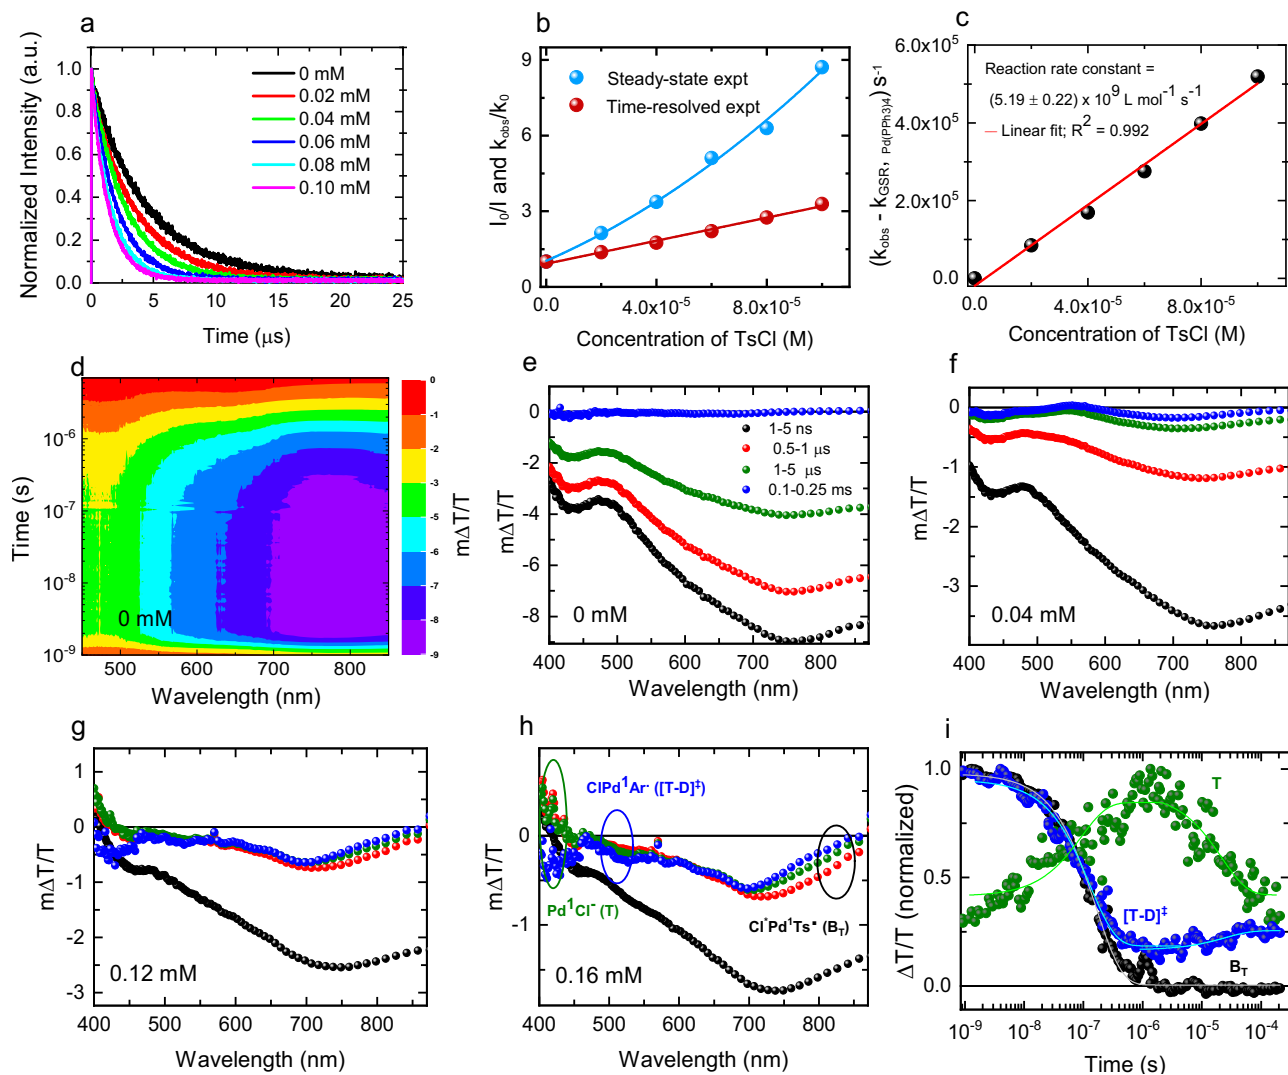 a
Normalized Intensity (a.u.)
1.0
0.8
0.6
0.4
0.2
0.0
0 mM
0.02 mM
0.04 mM
0.06 mM
0.08 mM
0.10 mM
0 5 10 15 20 25
Time (μs)
b
I₀/I and k_obs/k₀
9
6
3
0
Steady-state expt
Time-resolved expt
0.0 4.0x10⁻⁵ 8.0x10⁻⁵
Concentration of TsCl (M)
c
(k_obs - k_GSR, Pd(PPh3)4) s⁻¹
6.0x10⁵
4.0x10⁵
2.0x10⁵
0.0
Reaction rate constant =
(5.19 ± 0.22) x 10⁹ L mol⁻¹ s⁻¹
Linear fit; R² = 0.992
0.0 4.0x10⁻⁵ 8.0x10⁻⁵
Concentration of TsCl (M)
d
Time (s)
10⁻⁶
10⁻⁷
10⁻⁸
10⁻⁹
0 mM
500 600 700 800
Wavelength (nm)
0
-1
-2
-3
-4
-5
-6
-7
-8
-9
mΔT/T
e
mΔT/T
0
-2
-4
-6
-8
1-5 ns
0.5-1 μs
1-5 μs
0.1-0.25 ms
0 mM
400 500 600 700 800
Wavelength (nm)
f
mΔT/T
0
-1
-2
-3
0.04 mM
400 500 600 700 800
Wavelength (nm)
g
mΔT/T
1
0
-1
-2
-3
0.12 mM
400 500 600 700 800
Wavelength (nm)
h
mΔT/T
1
0
-1
ClPd¹Ar· ([T-D]‡)
Pd¹Cl⁻ (T)
Cl*Pd¹Ts* (B_T)
0.16 mM
400 500 600 700 800
Wavelength (nm)
i
ΔT/T (normalized)
1.0
0.5
0.0
T
[T-D]‡
B_T
10⁻⁹ 10⁻⁸ 10⁻⁷ 10⁻⁶ 10⁻⁵ 10⁻⁴
Time (s)